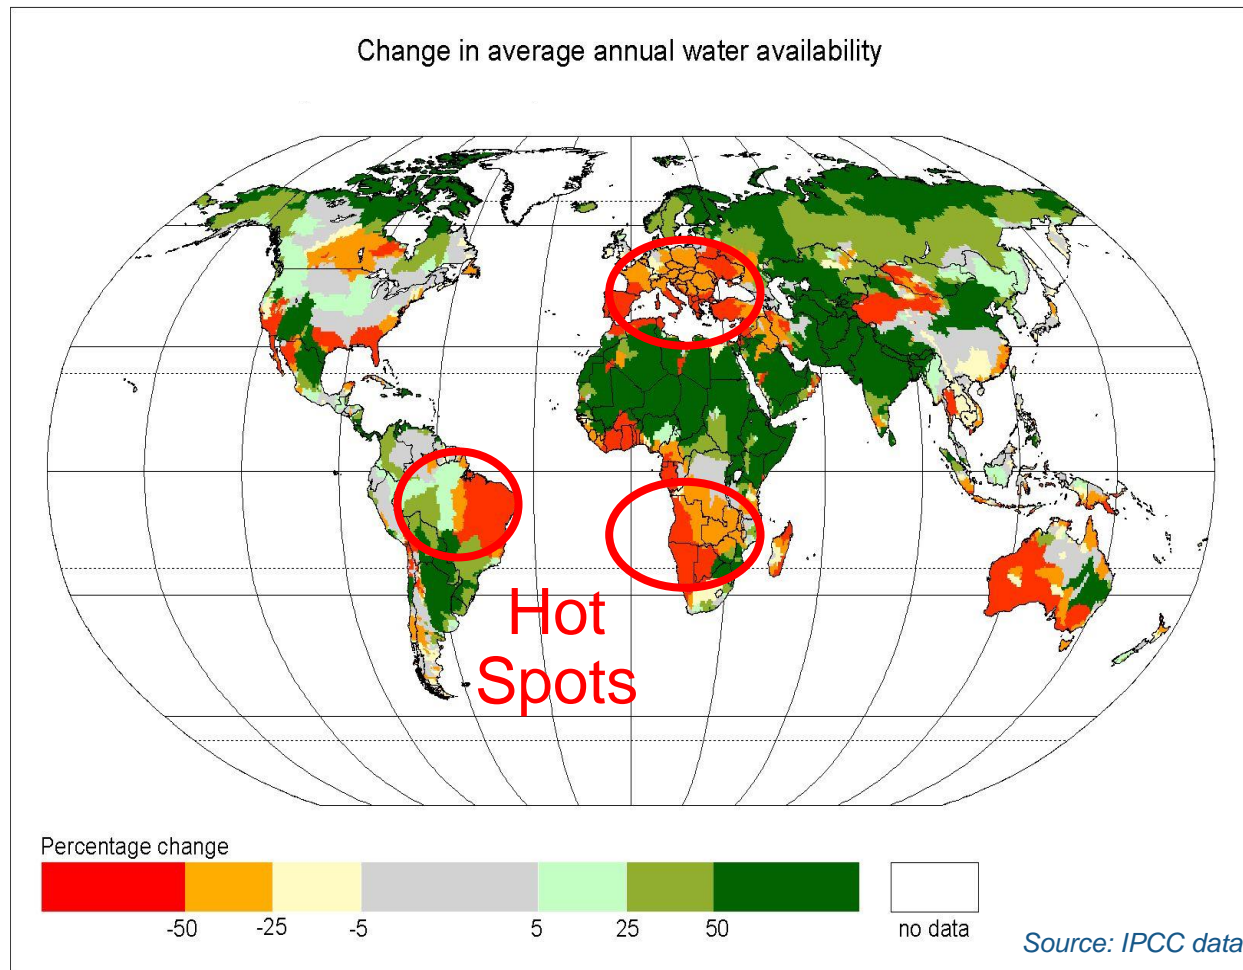 Change in average annual water availability
Hot
Spots
Percentage change
-50 -25 -5 5 25 50
no data
Source: IPCC data